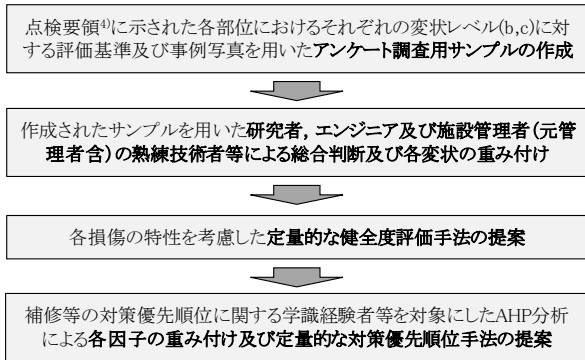 点検要領4)に示された各部位におけるそれぞれの変状レベル(b,c)に対
する評価基準及び事例写真を用いたアンケート調査用サンプルの作成
作成されたサンプルを用いた研究者，エンジニア及び施設管理者（元管
理者含）の熟練技術者等による総合判断及び各変状の重み付け
各損傷の特性を考慮した定量的な健全度評価手法の提案
補修等の対策優先順位に関する学識経験者等を対象にしたAHP分析
による各因子の重み付け及び定量的な対策優先順位手法の提案